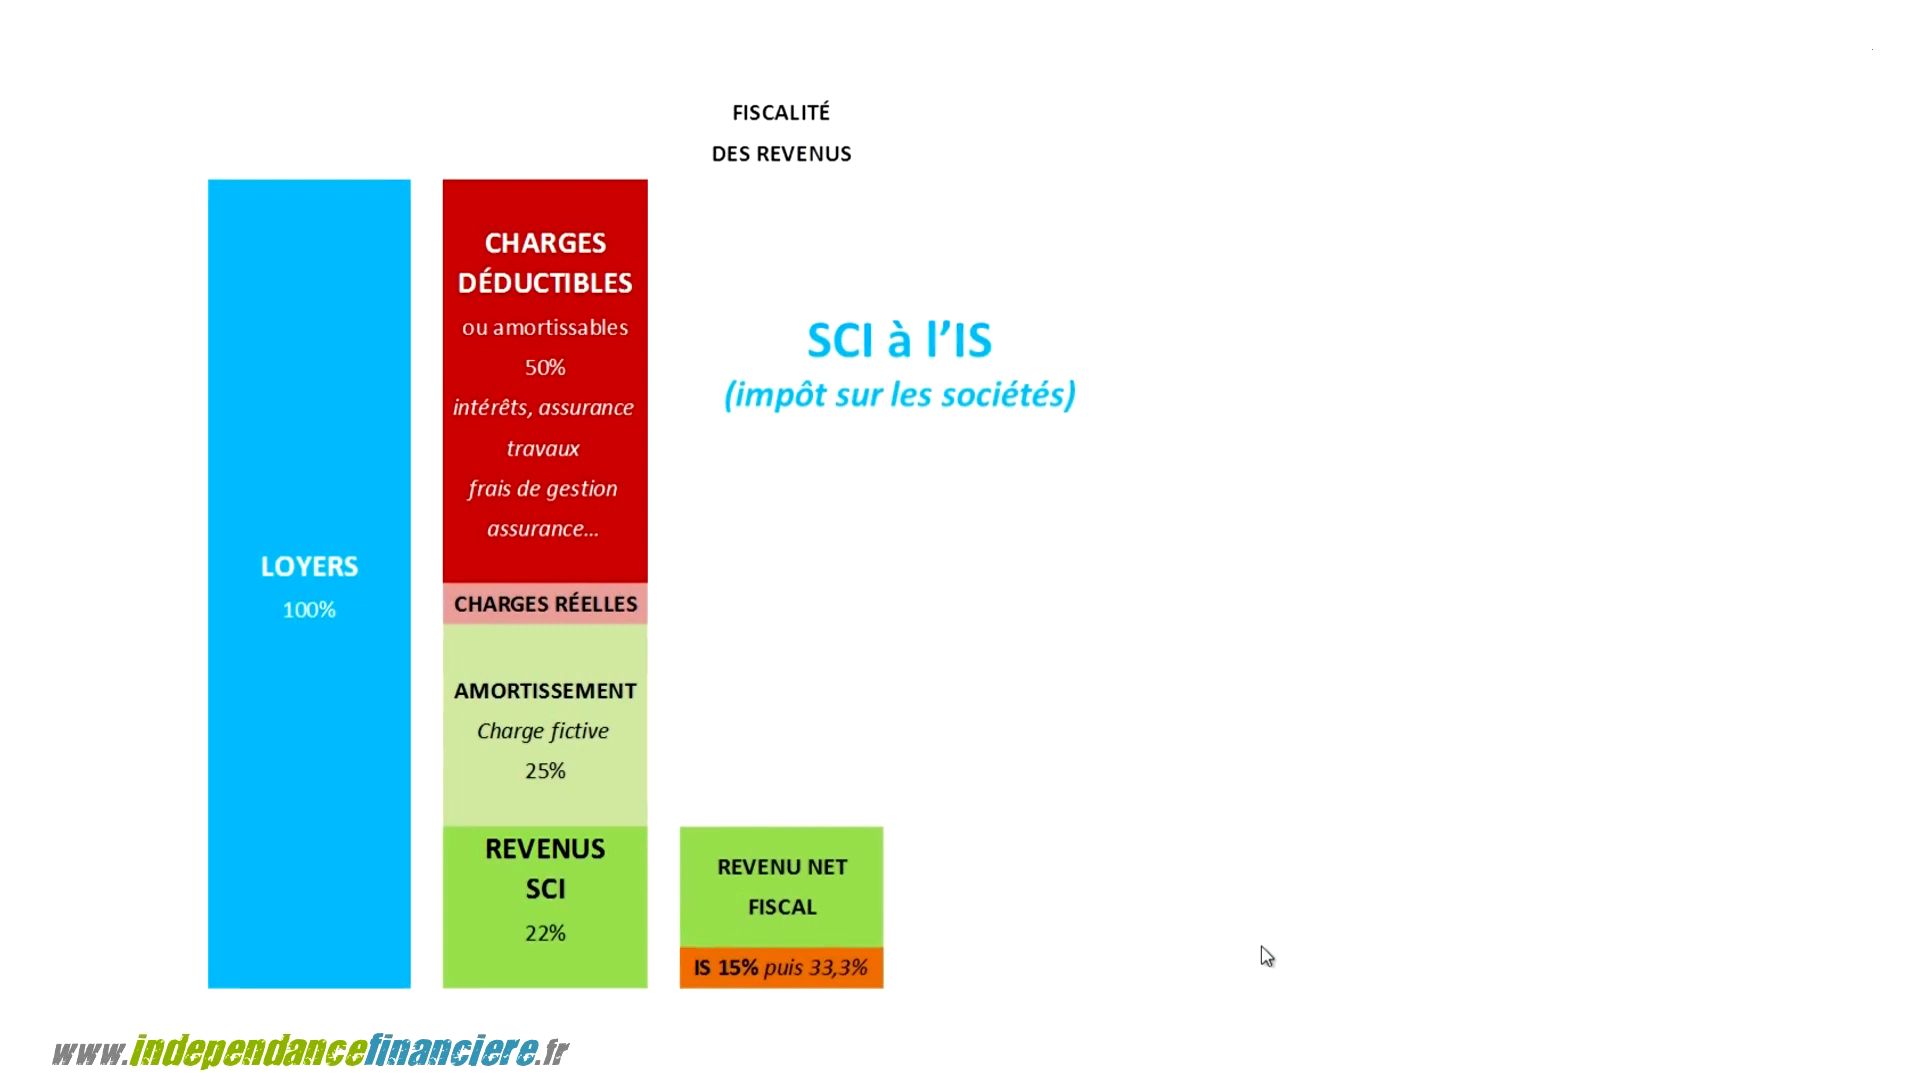 FISCALITÉ
DES REVENUS
CHARGES
DÉDUCTIBLES
ou amortissables
50%
intérêts, assurance
travaux
frais de gestion
assurance...
SCI à l’IS
(impôt sur les sociétés)
LOYERS
100%
CHARGES RÉELLES
AMORTISSEMENT
Charge fictive
25%
REVENUS
SCI
22%
REVENU NET
FISCAL
IS 15% puis 33,3%
www.independancefinanciere.fr